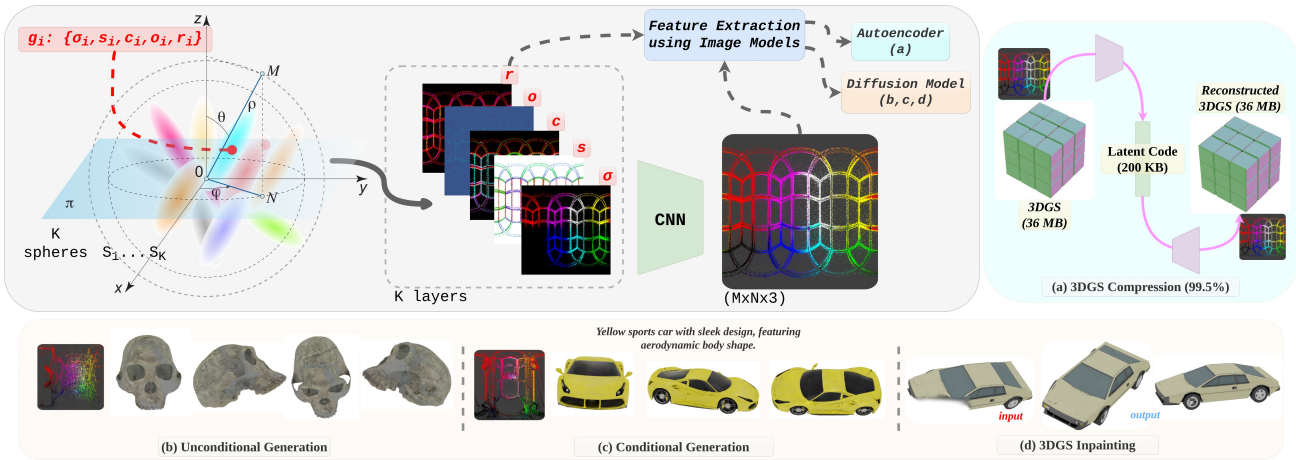 gᵢ: {σᵢ,sᵢ,cᵢ,oᵢ,rᵢ}
z
M
ρ
θ
0
φ
N
y
π
x
K
spheres S₁...S_K
r
o
c
s
σ
K layers
CNN
(MxNx3)
Feature Extraction
using Image Models
Autoencoder
(a)
Diffusion Model
(b,c,d)
3DGS
(36 MB)
Latent Code
(200 KB)
Reconstructed
3DGS (36 MB)
(a) 3DGS Compression (99.5%)
(b) Unconditional Generation
Yellow sports car with sleek design, featuring
aerodynamic body shape.
(c) Conditional Generation
input
output
(d) 3DGS Inpainting